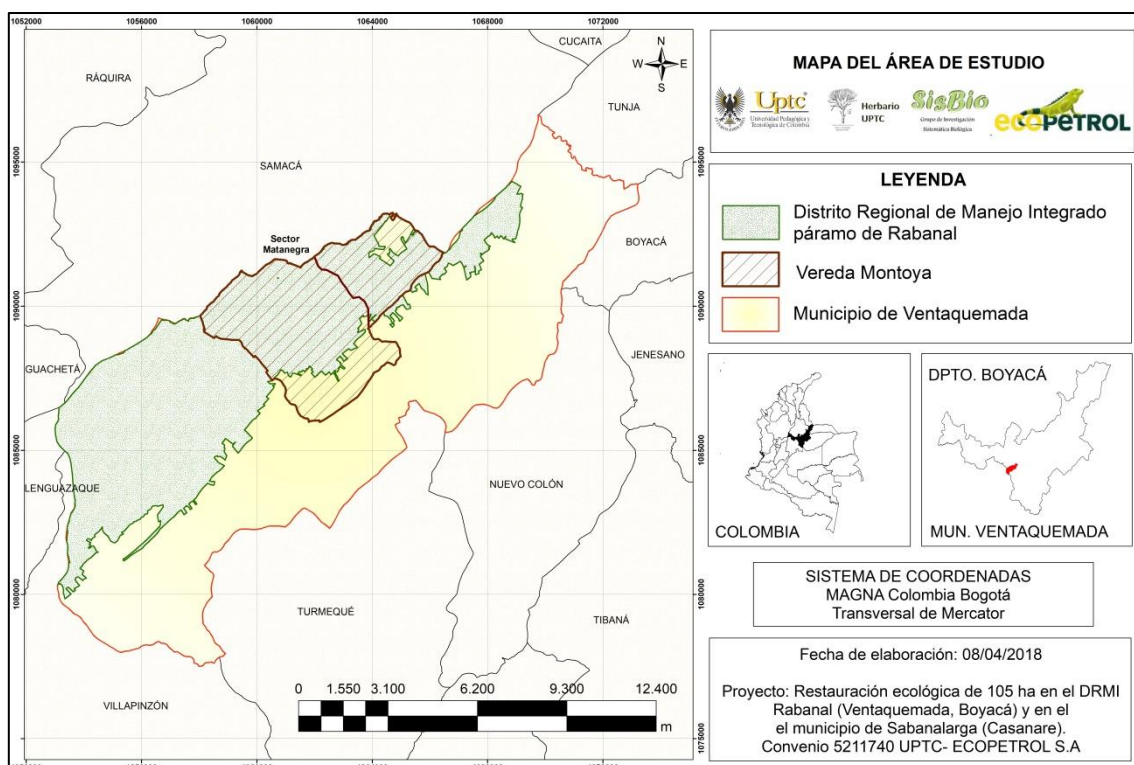 1052000 1056000 1060000 1064000 1068000 1072000
CUCAITA
N
W E
S
RÁQUIRA
TUNJA
1095000 1095000
SAMACÁ
Sector
Matanegra
BOYACÁ
1090000 1090000
JENESANO
GUACHETÁ
1085000 1085000
LENGUAZAQUE
NUEVO COLÓN
1080000 1080000
TURMEQUÉ
TIBANÁ
VILLAPINZÓN
0 1.550 3.100 6.200 9.300 12.400
m
1075000
MAPA DEL ÁREA DE ESTUDIO
Uptc
Universidad Pedagógica y
Tecnológica de Colombia
Herbario
UPTC
SisBio
Grupo de Investigación
Sistemática Biológica
ecoPETROL
LEYENDA
Distrito Regional de Manejo Integrado
páramo de Rabanal
Vereda Montoya
Municipio de Ventaquemada
COLOMBIA
DPTO. BOYACÁ
MUN. VENTAQUEMADA
SISTEMA DE COORDENADAS
MAGNA Colombia Bogotá
Transversal de Mercator
Fecha de elaboración: 08/04/2018
Proyecto: Restauración ecológica de 105 ha en el DRMI
Rabanal (Ventaquemada, Boyacá) y en el
el municipio de Sabanalarga (Casanare).
Convenio 5211740 UPTC- ECOPETROL S.A